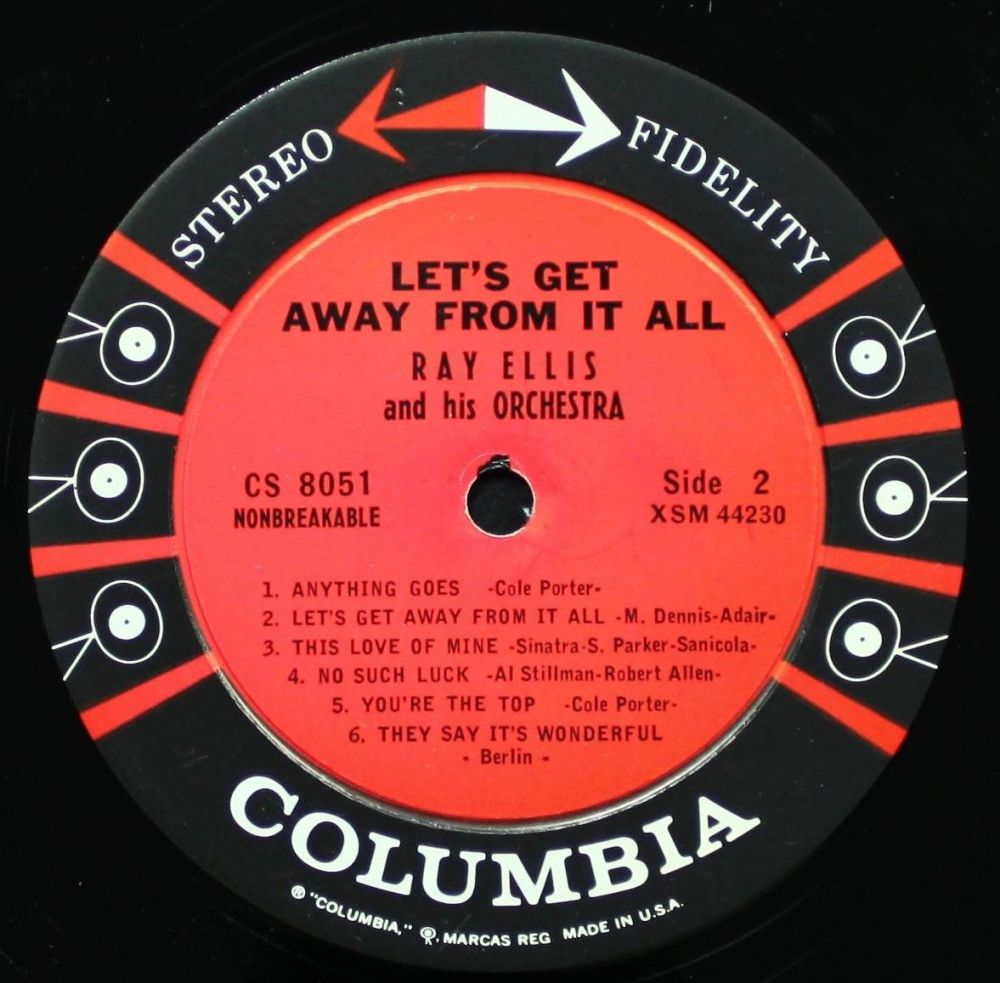 STEREO FIDELITY
LET'S GET
AWAY FROM IT ALL
RAY ELLIS
and his ORCHESTRA
CS 8051
NONBREAKABLE
Side 2
XSM 44230
1. ANYTHING GOES -Cole Porter-
2. LET'S GET AWAY FROM IT ALL -M. Dennis-Adair-
3. THIS LOVE OF MINE -Sinatra-S. Parker-Sanicola-
4. NO SUCH LUCK -Al Stillman-Robert Allen-
5. YOU'RE THE TOP -Cole Porter-
6. THEY SAY IT'S WONDERFUL
- Berlin -
COLUMBIA
® "COLUMBIA," ®, MARCAS REG MADE IN U.S.A.